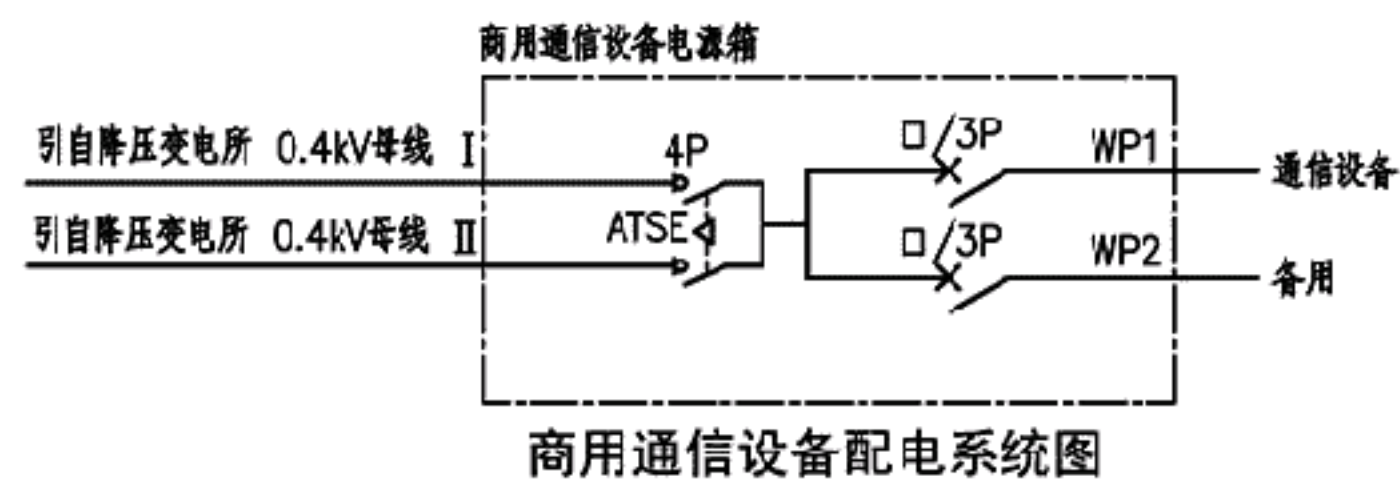 商用通信设备电源箱
引自降压变电所 0.4kV母线 I
4P
□/3P
WP1
通信设备
引自降压变电所 0.4kV母线 II
ATSE
□/3P
WP2
备用
商用通信设备配电系统图